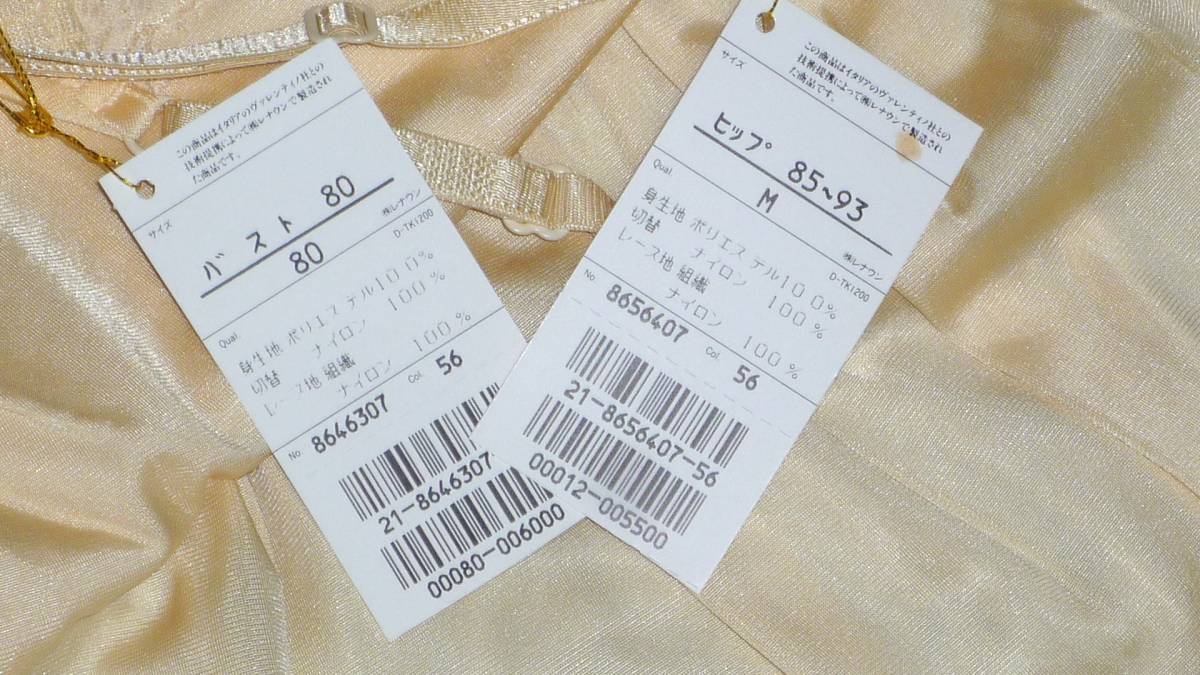 この商品はイタリアのヴァレンティノ社との
技術提携によって㈱レナウンで製造され
た商品です。
サイズ
バスト 80
80
㈱レナウン
Qual. D-TK1200
身生地 ポリエステル100%
切替 ナイロン 100%
レース地 組織
ナイロン 100%
No. 8646307 Col. 56
21-8646307
00080-006000
この商品はイタリアのヴァレンティノ社との
技術提携によって㈱レナウンで製造され
た商品です。
サイズ
ヒップ 85~93
M
㈱レナウン
Qual. D-TK1200
身生地 ポリエステル100%
切替 ナイロン 100%
レース地 組織
ナイロン 100%
No. 8656407 Col. 56
21-8656407-56
00012-005500